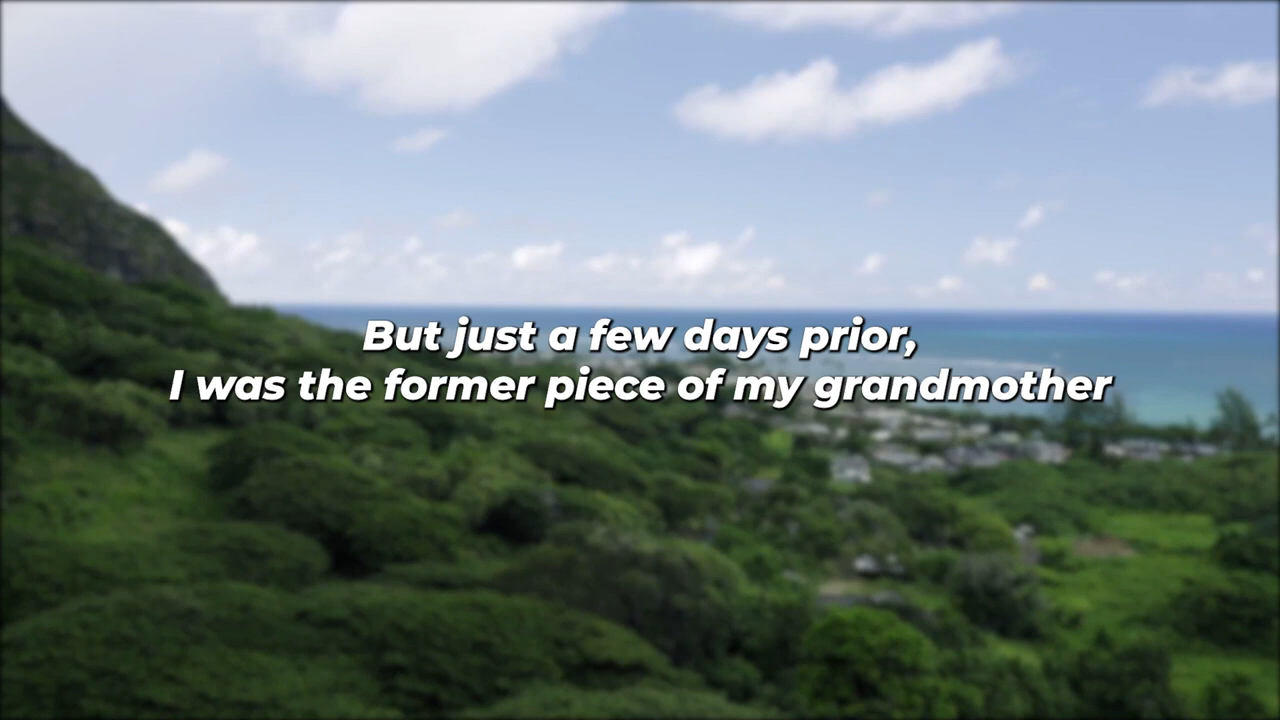 But just a few days prior,
I was the former piece of my grandmother